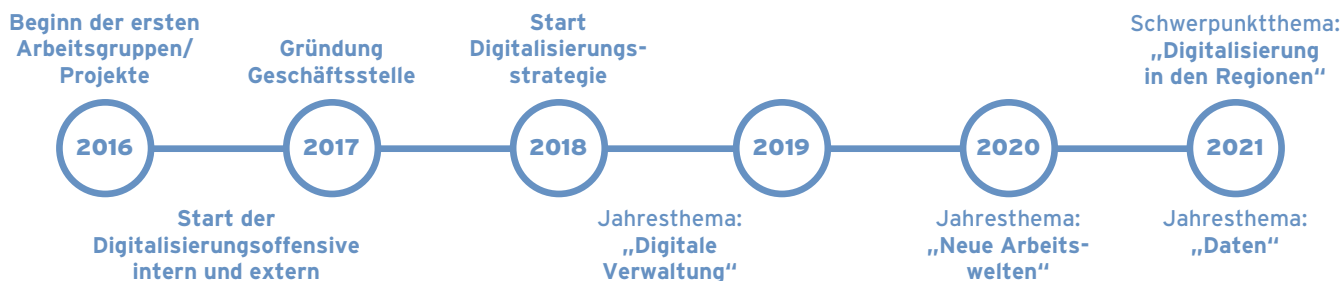 Beginn der ersten
Arbeitsgruppen/
Projekte
Gründung
Geschäftsstelle
Start
Digitalisierungs-
strategie
Schwerpunktthema:
„Digitalisierung
in den Regionen“
2016
2017
2018
2019
2020
2021
Start der
Digitalisierungsoffensive
intern und extern
Jahresthema:
„Digitale
Verwaltung“
Jahresthema:
„Neue Arbeits-
welten“
Jahresthema:
„Daten“